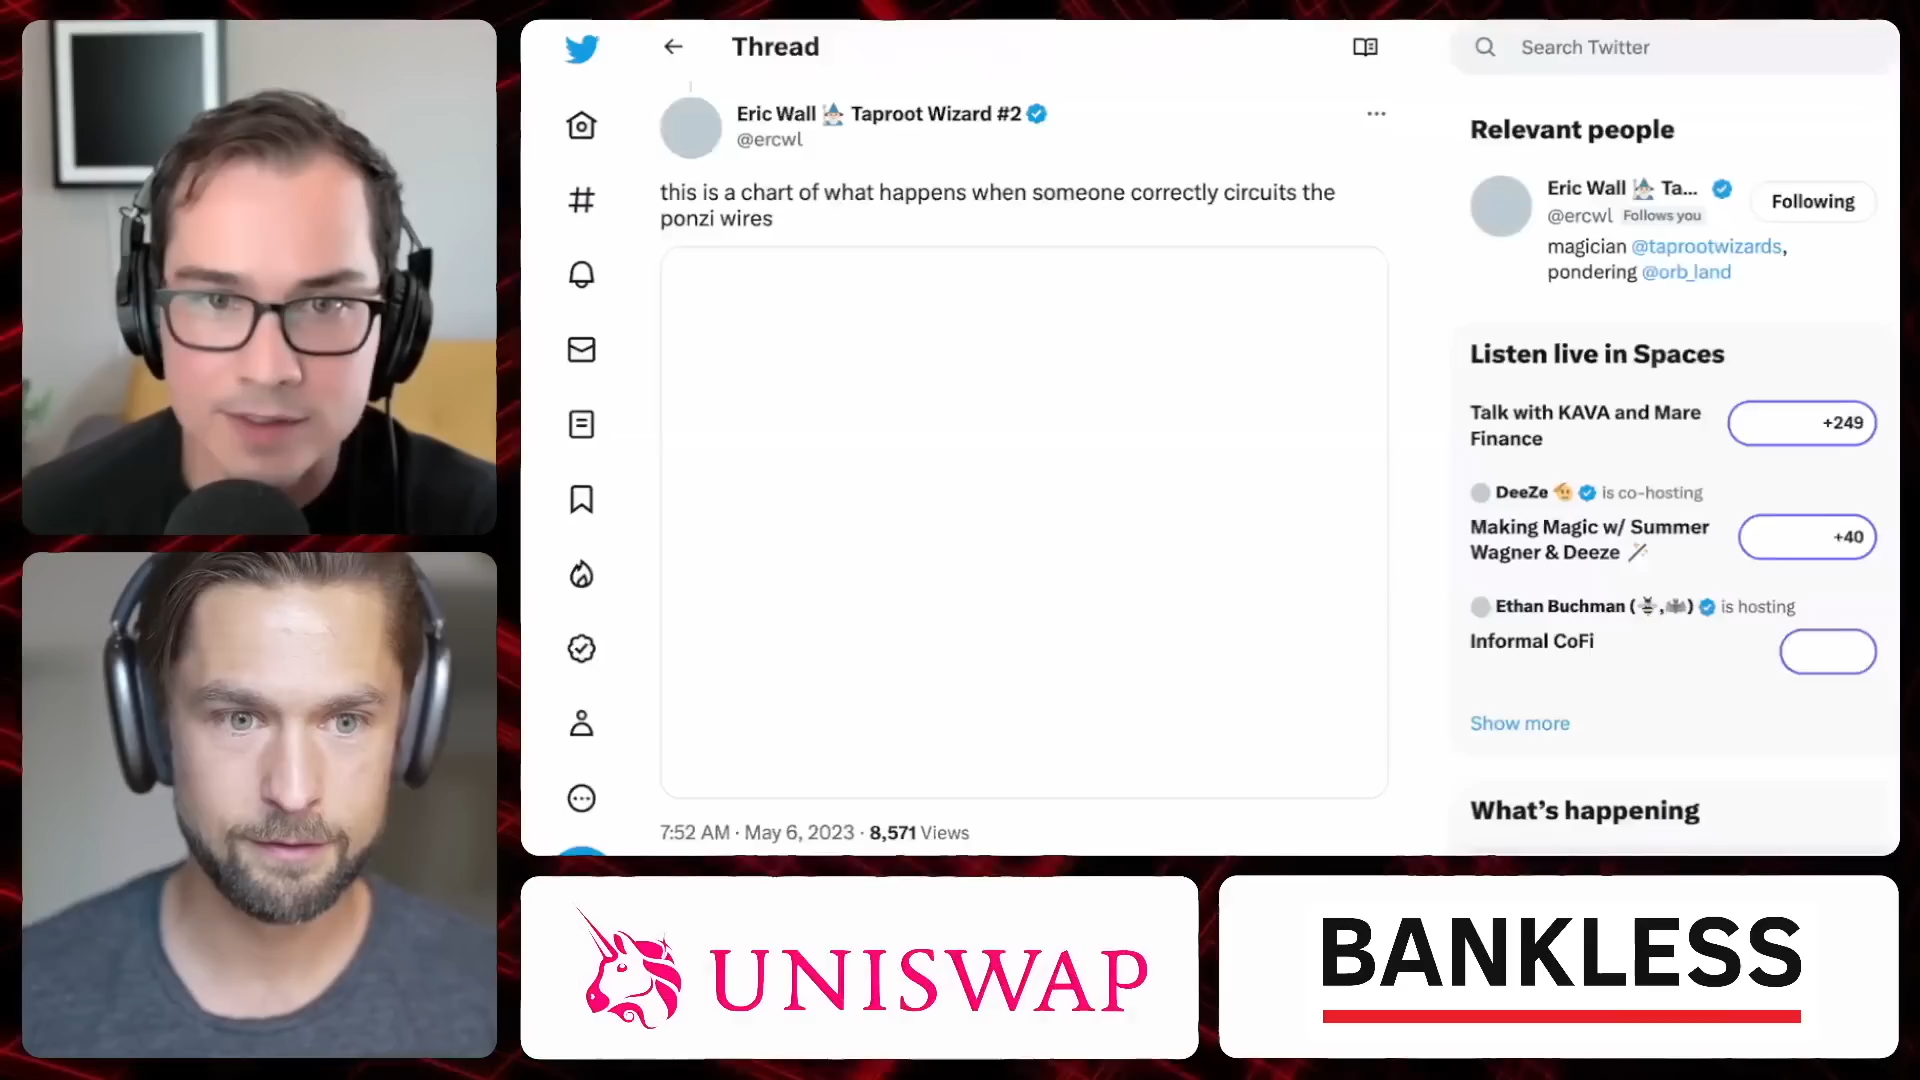 Thread
Search Twitter
Eric Wall Taproot Wizard #2
@ercwl
this is a chart of what happens when someone correctly circuits the
ponzi wires
7:52 AM · May 6, 2023 · 8,571 Views
Relevant people
Eric Wall Ta...
Following
@ercwl Follows you
magician @taprootwizards,
pondering @orb_land
Listen live in Spaces
Talk with KAVA and Mare
Finance
+249
DeeZe is co-hosting
Making Magic w/ Summer
Wagner & Deeze
+40
Ethan Buchman ( , ) is hosting
Informal CoFi
Show more
What's happening
UNISWAP
BANKLESS